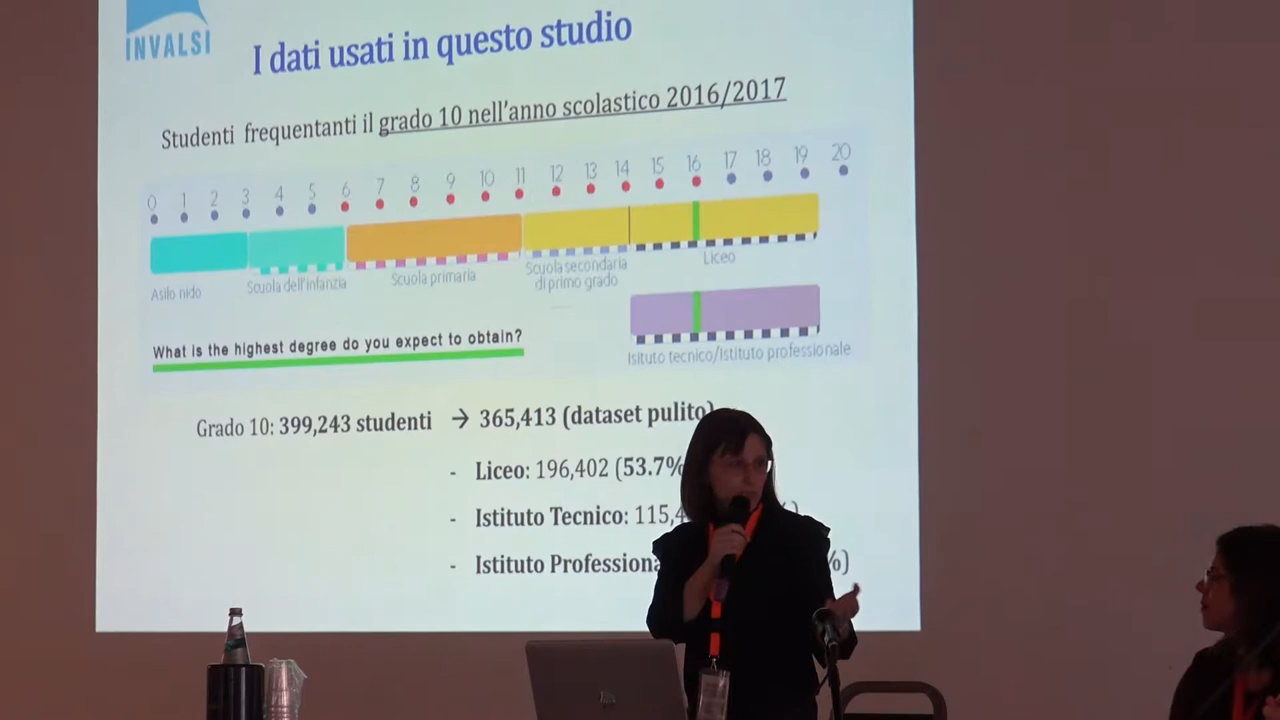 INVALSI
I dati usati in questo studio
Studenti frequentanti il grado 10 nell'anno scolastico 2016/2017
0 1 2 3 4 5 6 7 8 9 10 11 12 13 14 15 16 17 18 19 20
Asilo nido
Scuola dell'infanzia
Scuola primaria
Scuola secondaria
di primo grado
Liceo
What is the highest degree do you expect to obtain?
Isituto tecnico/Istituto professionale
Grado 10: 399,243 studenti → 365,413 (dataset pulito)
- Liceo: 196,402 (53.7%
- Istituto Tecnico: 115,4 )
- Istituto Professiona %)